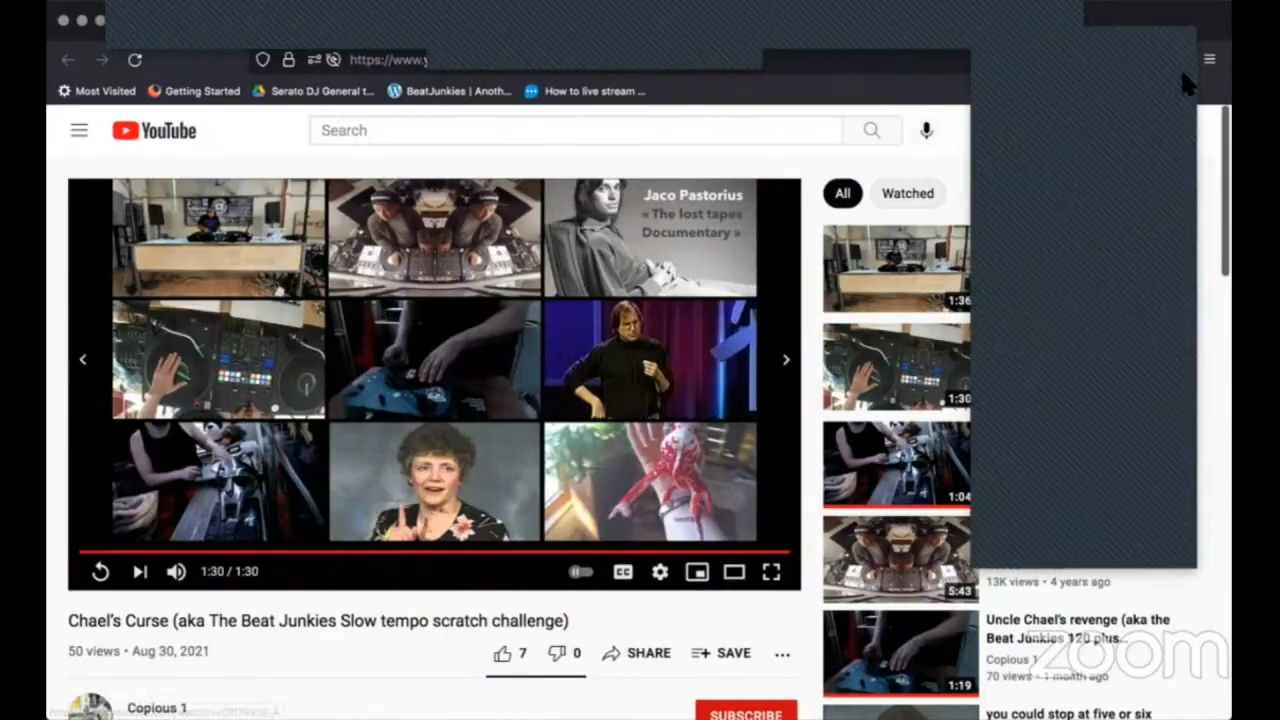 https://www.y
Most Visited
Getting Started
Serato DJ General t...
BeatJunkies | Anoth...
How to live stream ...
YouTube
Search
Jaco Pastorius
« The lost tapes
Documentary »
All
Watched
1:36
1:30
1:04
5:43
13K views • 4 years ago
1:30 / 1:30
CC
Chael's Curse (aka The Beat Junkies Slow tempo scratch challenge)
50 views • Aug 30, 2021
7
0
SHARE
SAVE
...
Uncle Chael's revenge (aka the
Beat Junkies 120 plus...
Copious 1
70 views • 1 month ago
1:19
zoom
Copious 1
SUBSCRIBE
you could stop at five or six